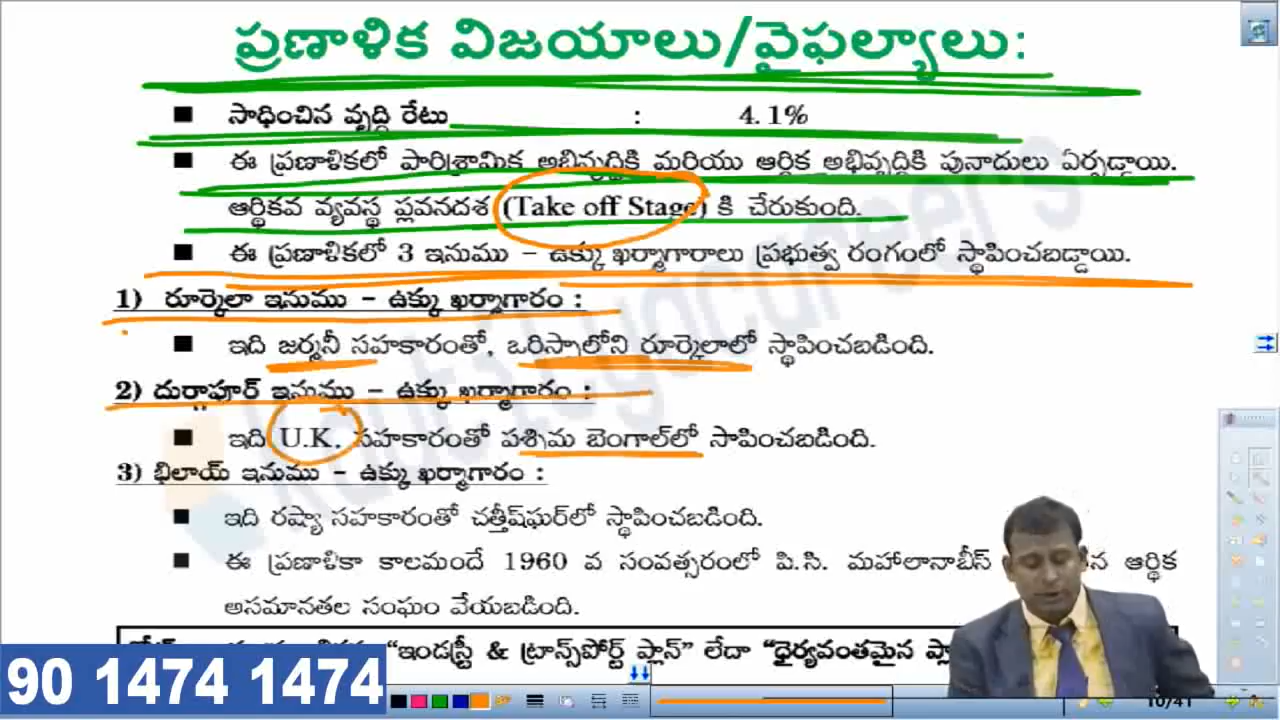 ప్రణాళిక విజయాలు/వైఫల్యాలు:
■ సాధించిన వృద్ది రేటు : 4.1%
■ ఈ ప్రణాళికలో పారిశ్రామిక అభివృద్దికి మరియు ఆర్థిక అభివృద్దికి పునాదులు ఏర్పడ్డాయి.
ఆర్థికవ వ్యవస్థ ప్లవనదశ (Take off Stage) కి చేరుకుంది.
■ ఈ ప్రణాళికలో 3 ఇనుము – ఉక్కు ఖర్మాగారాలు ప్రభుత్వ రంగంలో స్థాపించబడ్డాయి.
1) రూర్కెలా ఇనుము – ఉక్కు ఖర్మాగారం :
■ ఇది జర్మనీ సహకారంతో, ఒరిస్సాలోని రూర్కెలాలో స్థాపించబడింది.
2) దుర్గాపూర్ ఇనుము – ఉక్కు ఖర్మాగారం :
■ ఇది U.K. సహకారంతో పశ్చిమ బెంగాల్‌లో సాపించబడింది.
3) భిలాయ్ ఇనుము – ఉక్కు ఖర్మాగారం :
■ ఇది రష్యా సహకారంతో చత్తీష్‌ఘర్‌లో స్థాపించబడింది.
■ ఈ ప్రణాళికా కాలమందే 1960 వ సంవత్సరంలో పి.సి. మహాలానాబీస్ ఆర్థిక
అసమానతల సంఘం వేయబడింది.
“ఇండస్ట్రీ & ట్రాన్స్‌పోర్ట్ ప్లాన్” లేదా “ధైర్యవంతమైన
90 1474 1474
10/41